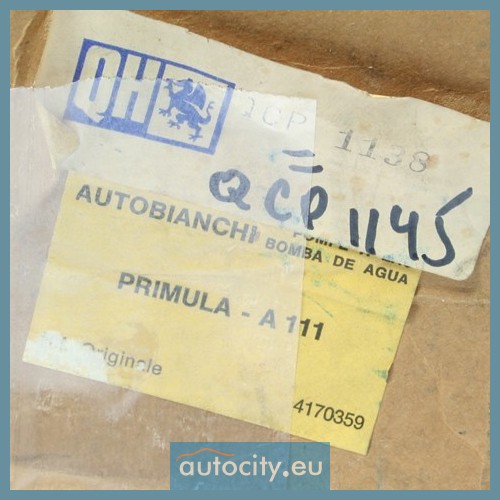 QH
QCP 1138
QCP 1145
AUTOBIANCHI
BOMBA DE AGUA
PRIMULA - A 111
Originale
4170359
autocity.eu